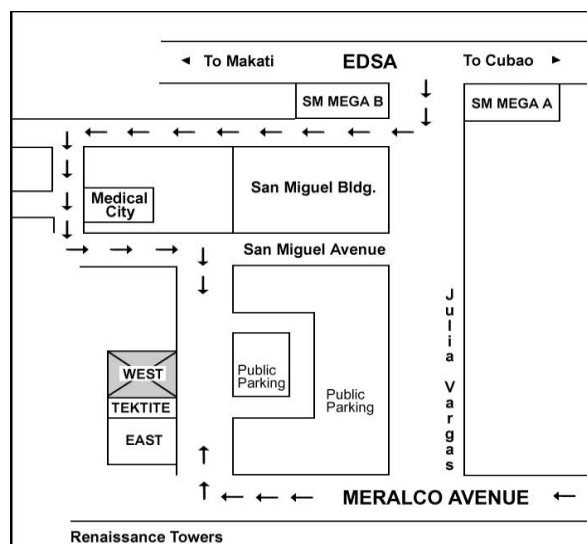 EDSA
To Makati
To Cubao
SM MEGA B
SM MEGA A
San Miguel Bldg.
Medical
City
San Miguel Avenue
Julia Vargas
WEST
TEKTITE
EAST
Public
Parking
Public
Parking
MERALCO AVENUE
Renaissance Towers